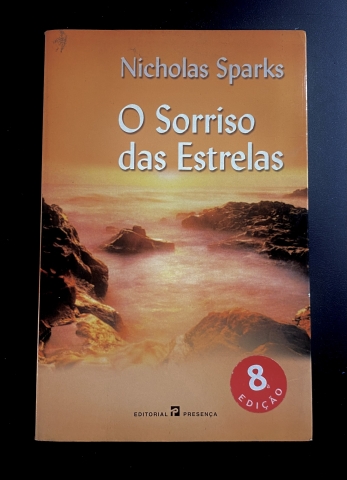 Nicholas Sparks
O Sorriso
das Estrelas
8ª
EDIÇÃO
EDITORIAL P PRESENÇA